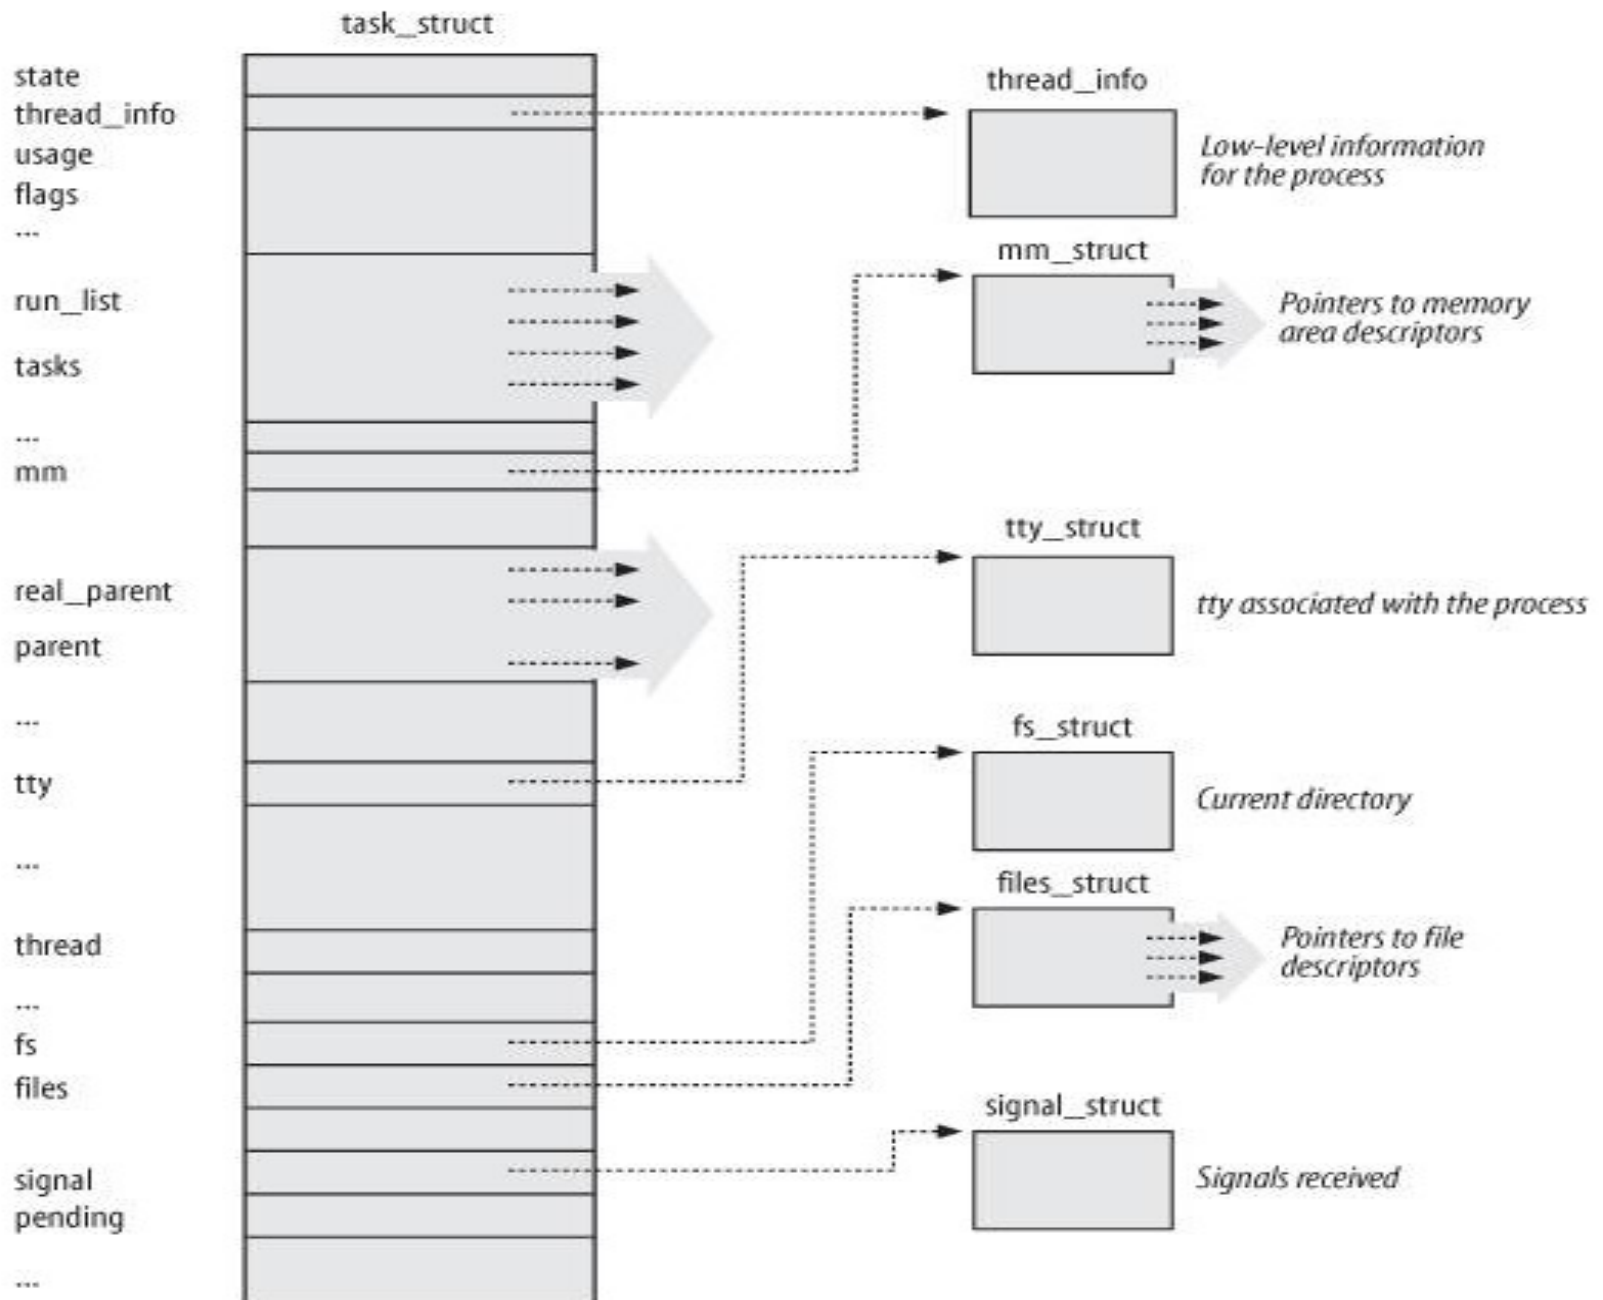 task_struct
state
thread_info
usage
flags
...
run_list
tasks
...
mm
real_parent
parent
...
tty
...
thread
...
fs
files
signal
pending
...
thread_info
Low-level information
for the process
mm_struct
Pointers to memory
area descriptors
tty_struct
tty associated with the process
fs_struct
Current directory
files_struct
Pointers to file
descriptors
signal_struct
Signals received